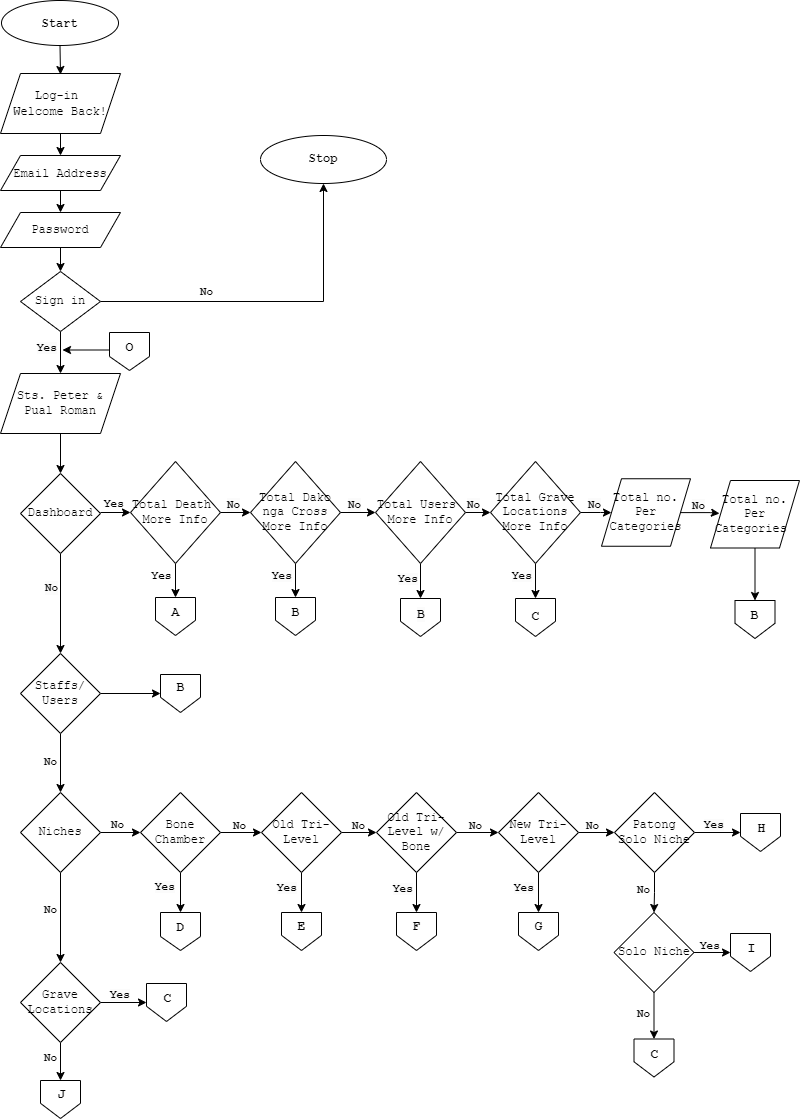 Start
Log-in
Welcome Back!
Email Address
Stop
Password
Sign in
No
Yes
O
Sts. Peter &
Pual Roman
Dashboard
Yes
Total Death
More Info
No
Total Dako
nga Cross
More Info
No
Total Users
More Info
No
Total Grave
Locations
More Info
No
Total no.
Per
Categories
No
Total no.
Per
Categories
Yes
Yes
Yes
Yes
A
B
B
C
B
No
Staffs/
Users
B
No
Niches
No
Bone
Chamber
No
Old Tri-
Level
No
Old Tri-
Level w/
Bone
No
New Tri-
Level
No
Patong
Solo Niche
Yes
H
Yes
Yes
Yes
Yes
No
D
E
F
G
No
Solo Niche
Yes
I
Grave
Locations
Yes
C
No
C
No
J